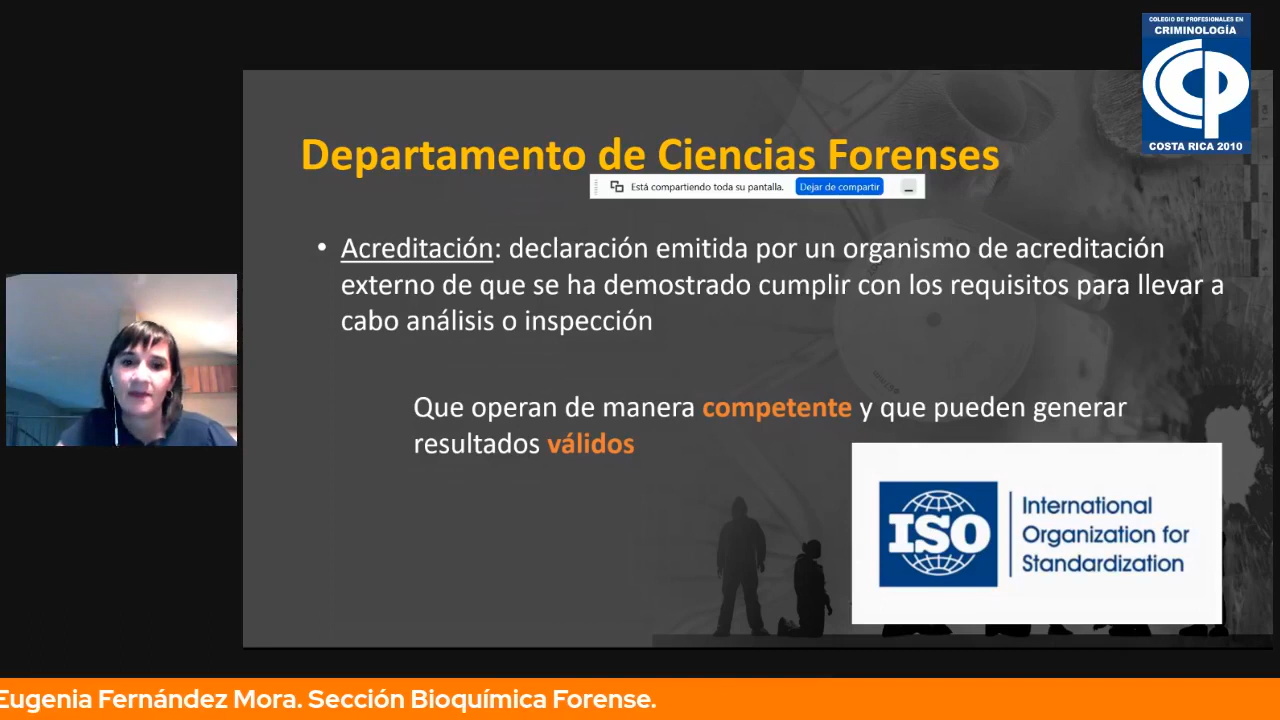 COLEGIO DE PROFESIONALES EN
CRIMINOLOGÍA
COSTA RICA 2010
Departamento de Ciencias Forenses
Está compartiendo toda su pantalla. Dejar de compartir
• Acreditación: declaración emitida por un organismo de acreditación
externo de que se ha demostrado cumplir con los requisitos para llevar a
cabo análisis o inspección
Que operan de manera competente y que pueden generar
resultados válidos
ISO
International
Organization for
Standardization
Eugenia Fernández Mora. Sección Bioquímica Forense.